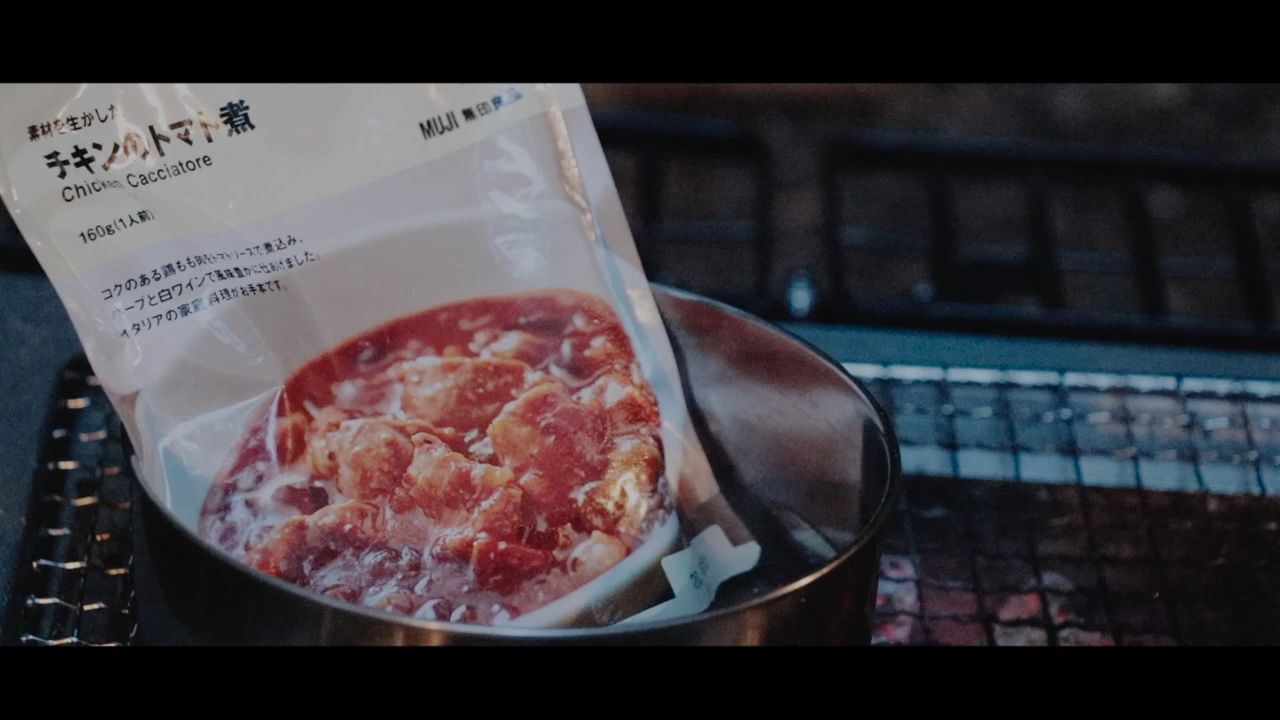 素材を生かした
チキンのトマト煮
Chicken Cacciatore
MUJI 無印良品
160g(1人前)
コクのある鶏もも肉をトマトソースで煮込み、
ハーブと白ワインで風味豊かに仕上げました。
イタリアの家庭料理がお手本です。